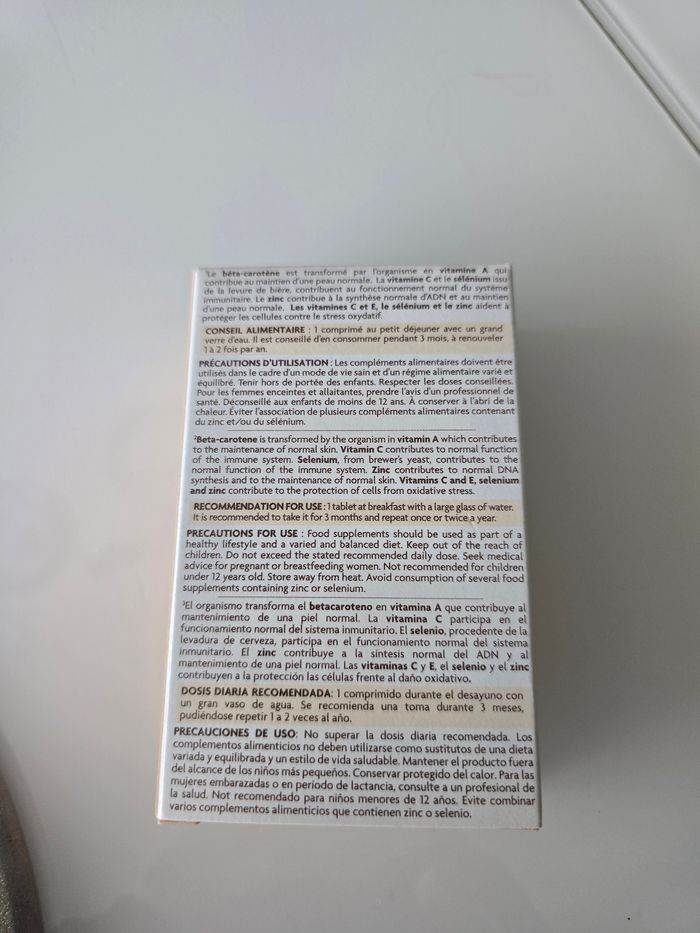 ¹Le bêta-carotène est transformé par l'organisme en vitamine A qui
contribue au maintien d'une peau normale. La vitamine C et le sélénium issu
de la levure de bière, contribuent au fonctionnement normal du système
immunitaire. Le zinc contribue à la synthèse normale d'ADN et au maintien
d'une peau normale. Les vitamines C et E, le sélénium et le zinc aident à
protéger les cellules contre le stress oxydatif.
CONSEIL ALIMENTAIRE : 1 comprimé au petit déjeuner avec un grand
verre d'eau. Il est conseillé d'en consommer pendant 3 mois, à renouveler
1 à 2 fois par an.
PRÉCAUTIONS D'UTILISATION : Les compléments alimentaires doivent être
utilisés dans le cadre d'un mode de vie sain et d'un régime alimentaire varié et
équilibré. Tenir hors de portée des enfants. Respecter les doses conseillées.
Pour les femmes enceintes et allaitantes, prendre l'avis d'un professionnel de
santé. Déconseillé aux enfants de moins de 12 ans. À conserver à l'abri de la
chaleur. Éviter l'association de plusieurs compléments alimentaires contenant
du zinc et/ou du sélénium.
²Beta-carotene is transformed by the organism in vitamin A which contributes
to the maintenance of normal skin. Vitamin C contributes to normal function
of the immune system. Selenium, from brewer's yeast, contributes to the
normal function of the immune system. Zinc contributes to normal DNA
synthesis and to the maintenance of normal skin. Vitamins C and E, selenium
and zinc contribute to the protection of cells from oxidative stress.
RECOMMENDATION FOR USE : 1 tablet at breakfast with a large glass of water.
It is recommended to take it for 3 months and repeat once or twice a year.
PRECAUTIONS FOR USE : Food supplements should be used as part of a
healthy lifestyle and a varied and balanced diet. Keep out of the reach of
children. Do not exceed the stated recommended daily dose. Seek medical
advice for pregnant or breastfeeding women. Not recommended for children
under 12 years old. Store away from heat. Avoid consumption of several food
supplements containing zinc or selenium.
³El organismo transforma el betacaroteno en vitamina A que contribuye al
mantenimiento de una piel normal. La vitamina C participa en el
funcionamiento normal del sistema inmunitario. El selenio, procedente de la
levadura de cerveza, participa en el funcionamiento normal del sistema
inmunitario. El zinc contribuye a la síntesis normal del ADN y al
mantenimiento de una piel normal. Las vitaminas C y E, el selenio y el zinc
contribuyen a la protección las células frente al daño oxidativo.
DOSIS DIARIA RECOMENDADA: 1 comprimido durante el desayuno con
un gran vaso de agua. Se recomienda una toma durante 3 meses,
pudiéndose repetir 1 a 2 veces al año.
PRECAUCIONES DE USO: No superar la dosis diaria recomendada. Los
complementos alimenticios no deben utilizarse como sustitutos de una dieta
variada y equilibrada y un estilo de vida saludable. Mantener el producto fuera
del alcance de los niños más pequeños. Conservar protegido del calor. Para las
mujeres embarazadas o en período de lactancia, consulte a un profesional de
la salud. Not recomendado para niños menores de 12 años. Evite combinar
varios complementos alimenticios que contienen zinc o selenio.